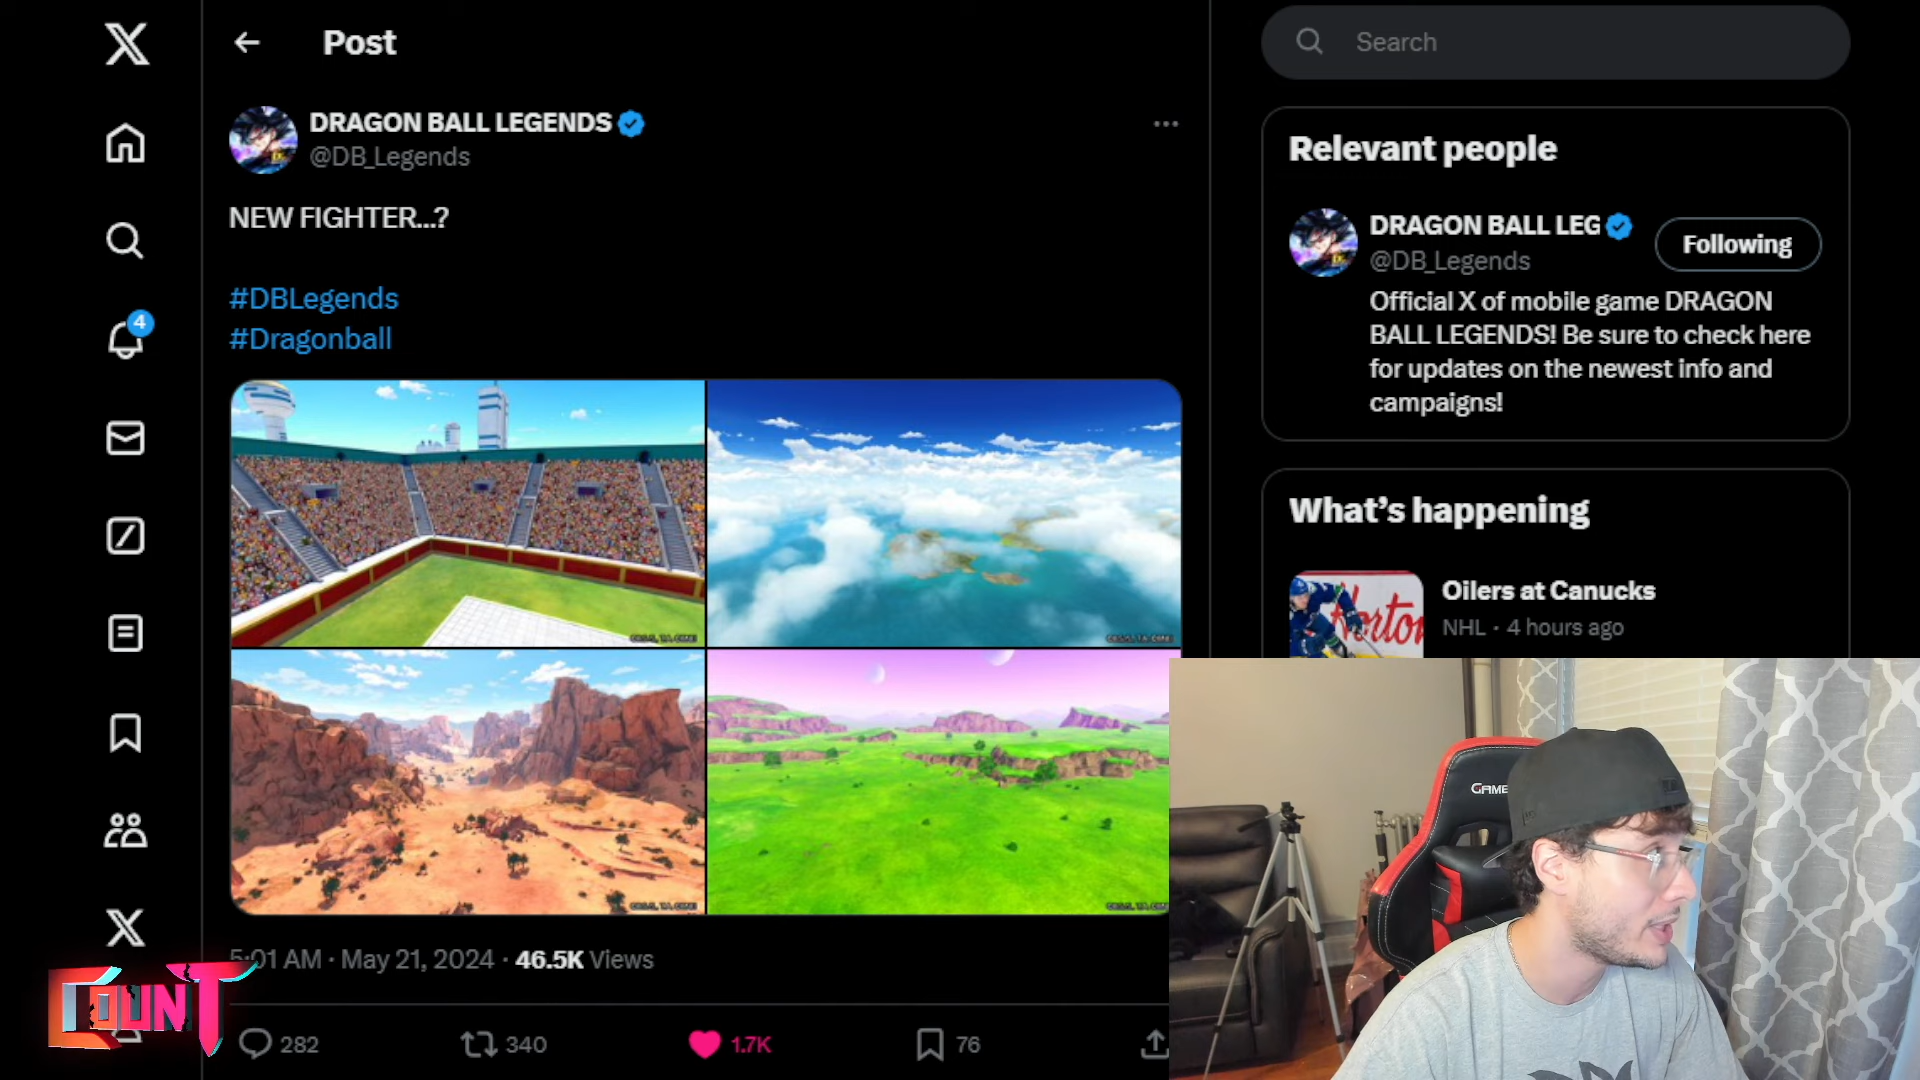 Post
Search
DRAGON BALL LEGENDS
@DB_Legends
NEW FIGHTER...?
#DBLegends
#Dragonball
5:01 AM · May 21, 2024 · 46.5K Views
282
340
1.7K
76
4
COUNT
Relevant people
DRAGON BALL LEG
@DB_Legends
Following
Official X of mobile game DRAGON
BALL LEGENDS! Be sure to check here
for updates on the newest info and
campaigns!
What's happening
Oilers at Canucks
NHL · 4 hours ago
Norto
GAME